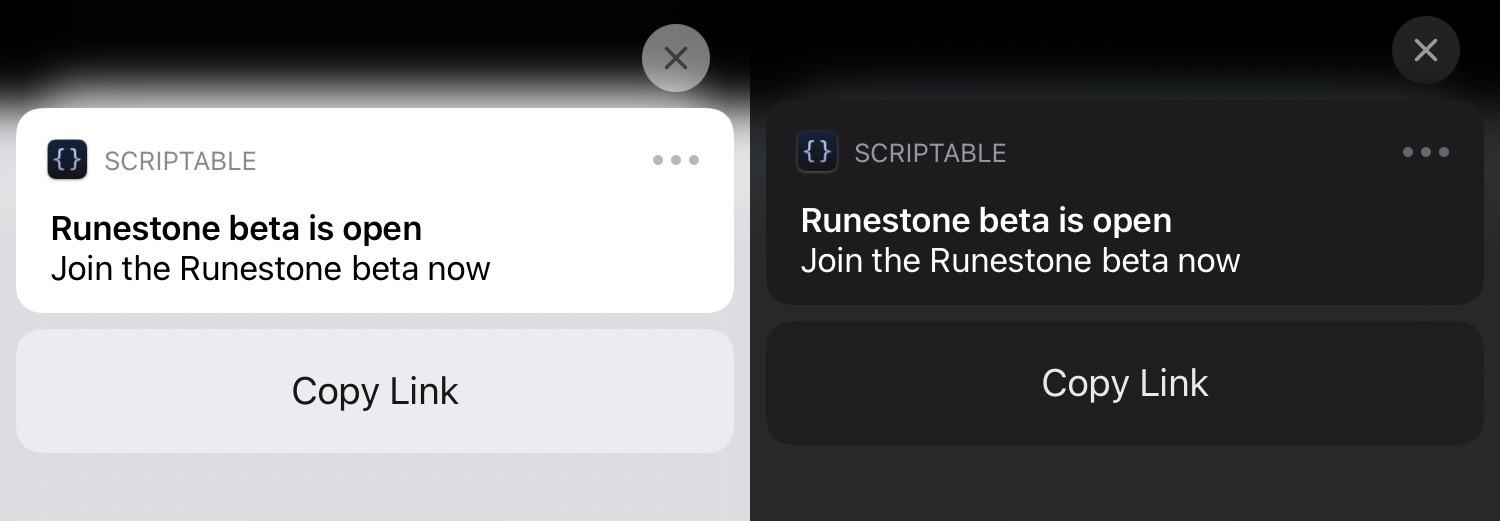 {} SCRIPTABLE
Runestone beta is open
Join the Runestone beta now
Copy Link
{} SCRIPTABLE
Runestone beta is open
Join the Runestone beta now
Copy Link